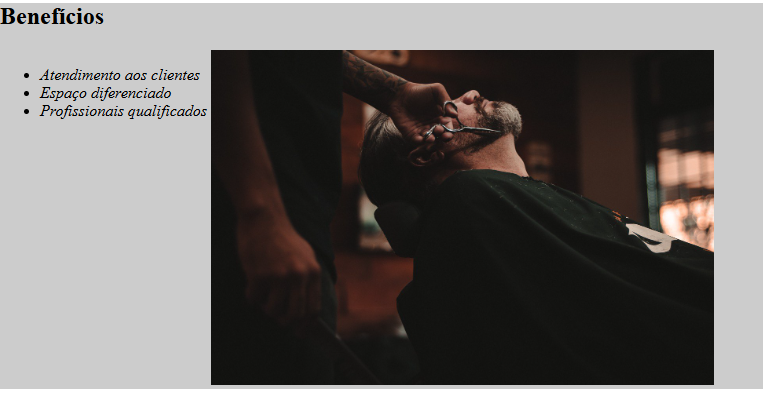 Benefícios
Atendimento aos clientes
Espaço diferenciado
Profissionais qualificados